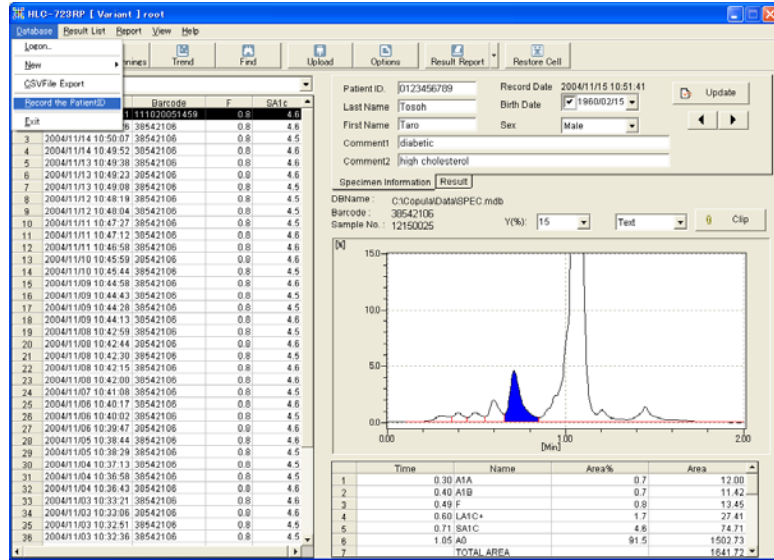 HLC-723RP [ Variant ] root
Database Result List Report View Help
Logon..
New
CSVFile Export
Record the PatientID
Exit
Trend Find Upload Options Result Report Restore Cell
Barcode F SA1c
111020051459 0.8 4.6
38542106 0.8 4.6
3 2004/11/14 10:50:07 38542106 0.8 4.5
4 2004/11/14 10:49:52 38542106 0.8 4.6
5 2004/11/13 10:49:38 38542106 0.8 4.6
6 2004/11/13 10:49:23 38542106 0.8 4.6
7 2004/11/13 10:49:08 38542106 0.8 4.5
8 2004/11/12 10:48:19 38542106 0.8 4.5
9 2004/11/12 10:48:04 38542106 0.8 4.5
10 2004/11/11 10:47:27 38542106 0.8 4.5
11 2004/11/11 10:47:12 38542106 0.8 4.5
12 2004/11/11 10:46:58 38542106 0.8 4.6
13 2004/11/10 10:45:59 38542106 0.8 4.6
14 2004/11/10 10:45:44 38542106 0.8 4.5
15 2004/11/09 10:44:58 38542106 0.8 4.6
16 2004/11/09 10:44:43 38542106 0.8 4.5
17 2004/11/09 10:44:28 38542106 0.8 4.5
18 2004/11/09 10:44:13 38542106 0.8 4.6
19 2004/11/08 10:42:59 38542106 0.8 4.5
20 2004/11/08 10:42:44 38542106 0.8 4.6
21 2004/11/08 10:42:30 38542106 0.8 4.5
22 2004/11/08 10:42:15 38542106 0.8 4.6
23 2004/11/08 10:42:00 38542106 0.8 4.6
24 2004/11/07 10:41:08 38542106 0.8 4.5
25 2004/11/06 10:40:17 38542106 0.8 4.6
26 2004/11/06 10:40:02 38542106 0.8 4.5
27 2004/11/06 10:39:47 38542106 0.8 4.6
28 2004/11/05 10:38:44 38542106 0.8 4.6
29 2004/11/05 10:38:29 38542106 0.8 4.5
30 2004/11/04 10:37:13 38542106 0.8 4.5
31 2004/11/04 10:36:58 38542106 0.8 4.5
32 2004/11/04 10:36:43 38542106 0.8 4.6
33 2004/11/03 10:33:21 38542106 0.8 4.6
34 2004/11/03 10:33:06 38542106 0.8 4.6
35 2004/11/03 10:32:51 38542106 0.8 4.5
36 2004/11/03 10:32:36 38542106 0.8 4.5
Patient ID. 0123456789 Record Date 2004/11/15 10:51:41 Update
Last Name Tosoh Birth Date 1960/02/15
First Name Taro Sex Male
Comment1 diabetic
Comment2 high cholesterol
Specimen Information Result
DBName : C:\Copula\Data\SPEC.mdb
Barcode : 38542106
Sample No. : 12150025 Y(%): 15 Text Clip
[%]
15.0
10.0
5.0
0.0
0.00 1.00 2.00
[Min]
Time Name Area% Area
1 0.30 A1A 0.7 12.00
2 0.40 A1B 0.7 11.42
3 0.49 F 0.8 13.45
4 0.60 LA1C+ 1.7 27.41
5 0.71 SA1C 4.6 74.71
6 1.05 A0 91.5 1502.73
7 TOTAL AREA 1641.72